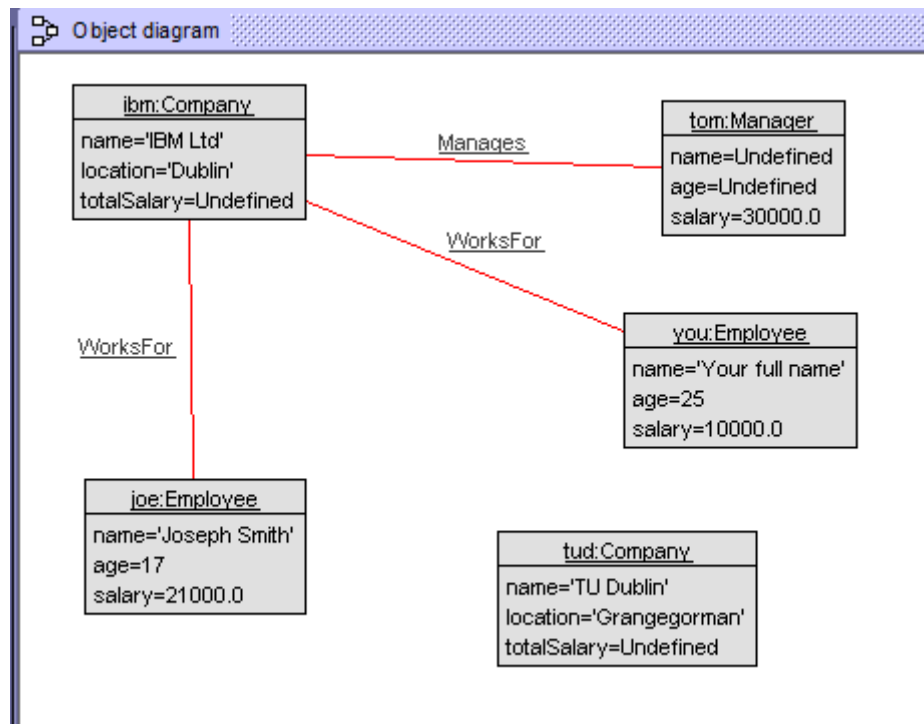 Object diagram
ibm:Company
name='IBM Ltd'
location='Dublin'
totalSalary=Undefined
Manages
tom:Manager
name=Undefined
age=Undefined
salary=30000.0
WorksFor
you:Employee
name='Your full name'
age=25
salary=10000.0
WorksFor
joe:Employee
name='Joseph Smith'
age=17
salary=21000.0
tud:Company
name='TU Dublin'
location='Grangegorman'
totalSalary=Undefined